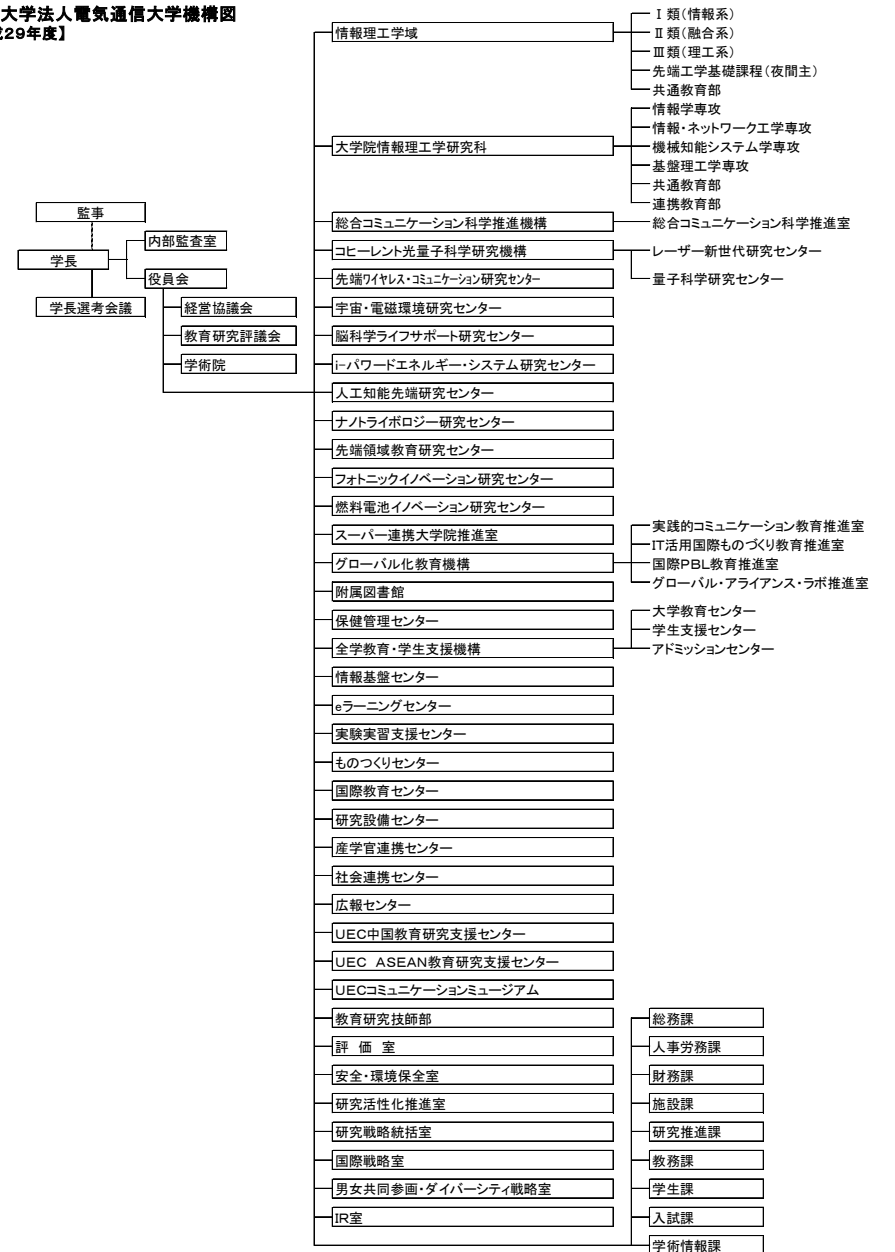 大学法人電気通信大学機構図
29年度】
監事
学長
学長選考会議
内部監査室
役員会
経営協議会
教育研究評議会
学術院
情報理工学域
Ⅰ類(情報系)
Ⅱ類(融合系)
Ⅲ類(理工系)
先端工学基礎課程(夜間主)
共通教育部
大学院情報理工学研究科
情報学専攻
情報・ネットワーク工学専攻
機械知能システム学専攻
基盤理工学専攻
共通教育部
連携教育部
総合コミュニケーション科学推進機構
総合コミュニケーション科学推進室
コヒーレント光量子科学研究機構
レーザー新世代研究センター
量子科学研究センター
先端ワイヤレス・コミュニケーション研究センター
宇宙・電磁環境研究センター
脳科学ライフサポート研究センター
i-パワードエネルギー・システム研究センター
人工知能先端研究センター
ナノトライボロジー研究センター
先端領域教育研究センター
フォトニックイノベーション研究センター
燃料電池イノベーション研究センター
スーパー連携大学院推進室
グローバル化教育機構
実践的コミュニケーション教育推進室
IT活用国際ものづくり教育推進室
国際PBL教育推進室
グローバル・アライアンス・ラボ推進室
附属図書館
保健管理センター
全学教育・学生支援機構
大学教育センター
学生支援センター
アドミッションセンター
情報基盤センター
eラーニングセンター
実験実習支援センター
ものつくりセンター
国際教育センター
研究設備センター
産学官連携センター
社会連携センター
広報センター
UEC中国教育研究支援センター
UEC ASEAN教育研究支援センター
UECコミュニケーションミュージアム
教育研究技師部
評 価 室
安全・環境保全室
研究活性化推進室
研究戦略統括室
国際戦略室
男女共同参画・ダイバーシティ戦略室
IR室
総務課
人事労務課
財務課
施設課
研究推進課
教務課
学生課
入試課
学術情報課